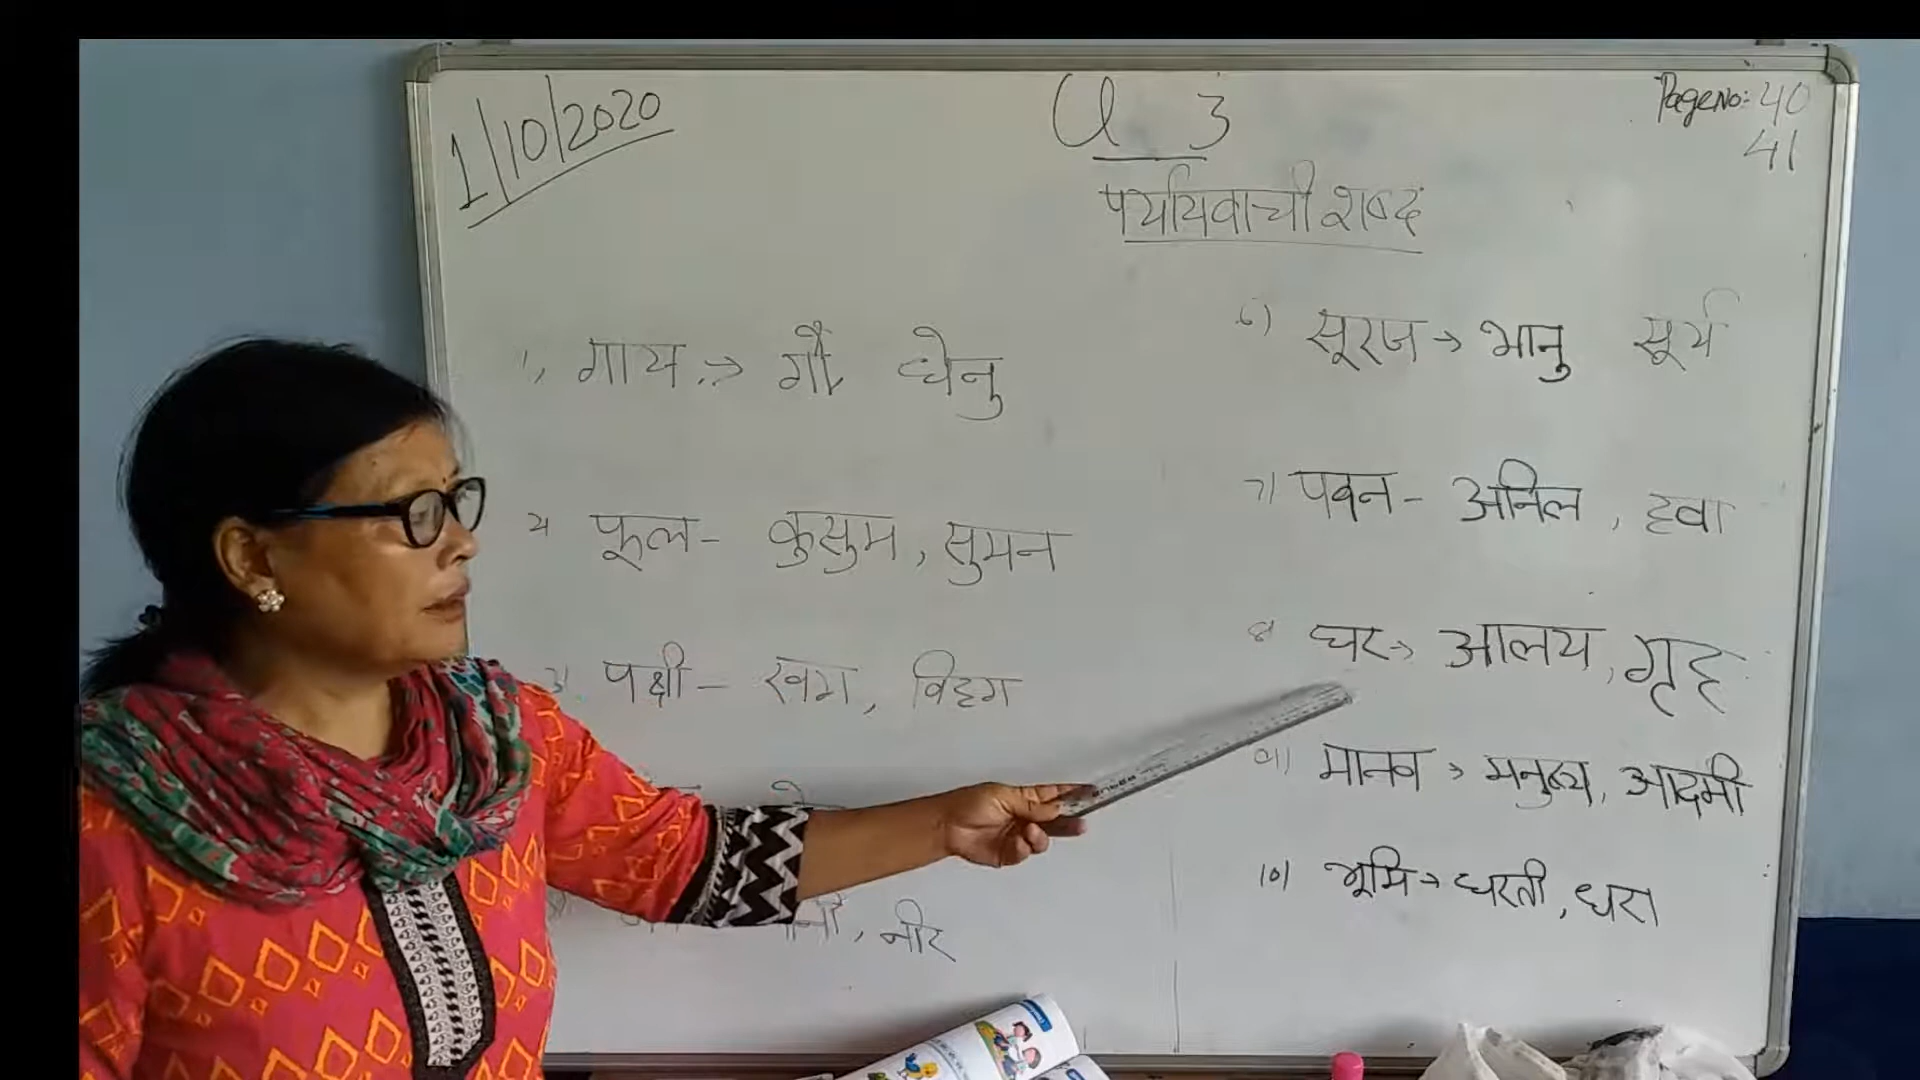 1/10/2020
Cl 3
Page No: 40
41
पर्यायवाची शब्द
1, गाय → गौ, धेनु
2 फूल - कुसुम, सुमन
3) पक्षी - खग, विहग
, नीर
6) सूरज → भानु सूर्य
7) पवन - अनिल, हवा
8 घर → आलय, गृह
9) मानव → मनुष्य, आदमी
10) भूमि → धरती, धरा